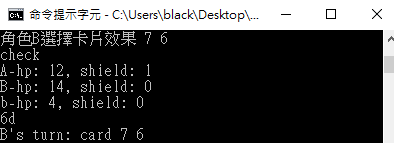 命令提示字元 - C:\Users\black\Desktop\...
角色B選擇卡片效果 7 6
check
A-hp: 12, shield: 1
B-hp: 14, shield: 0
b-hp: 4, shield: 0
6d
B's turn: card 7 6